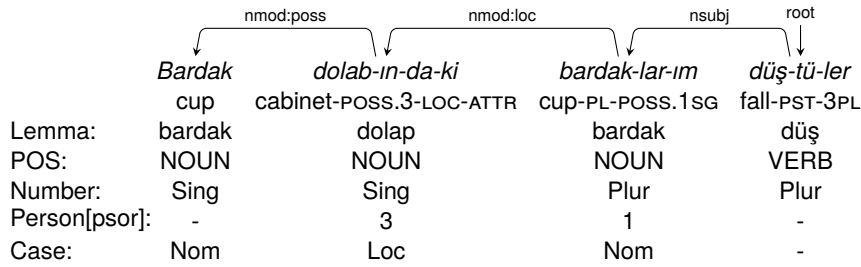 nmod:poss nmod:loc nsubj root
Bardak dolab-ın-da-ki bardak-lar-ım düş-tü-ler
cup cabinet-POSS.3-LOC-ATTR cup-PL-POSS.1SG fall-PST-3PL
Lemma: bardak dolap bardak düş
POS: NOUN NOUN NOUN VERB
Number: Sing Sing Plur Plur
Person[psor]: - 3 1 -
Case: Nom Loc Nom -